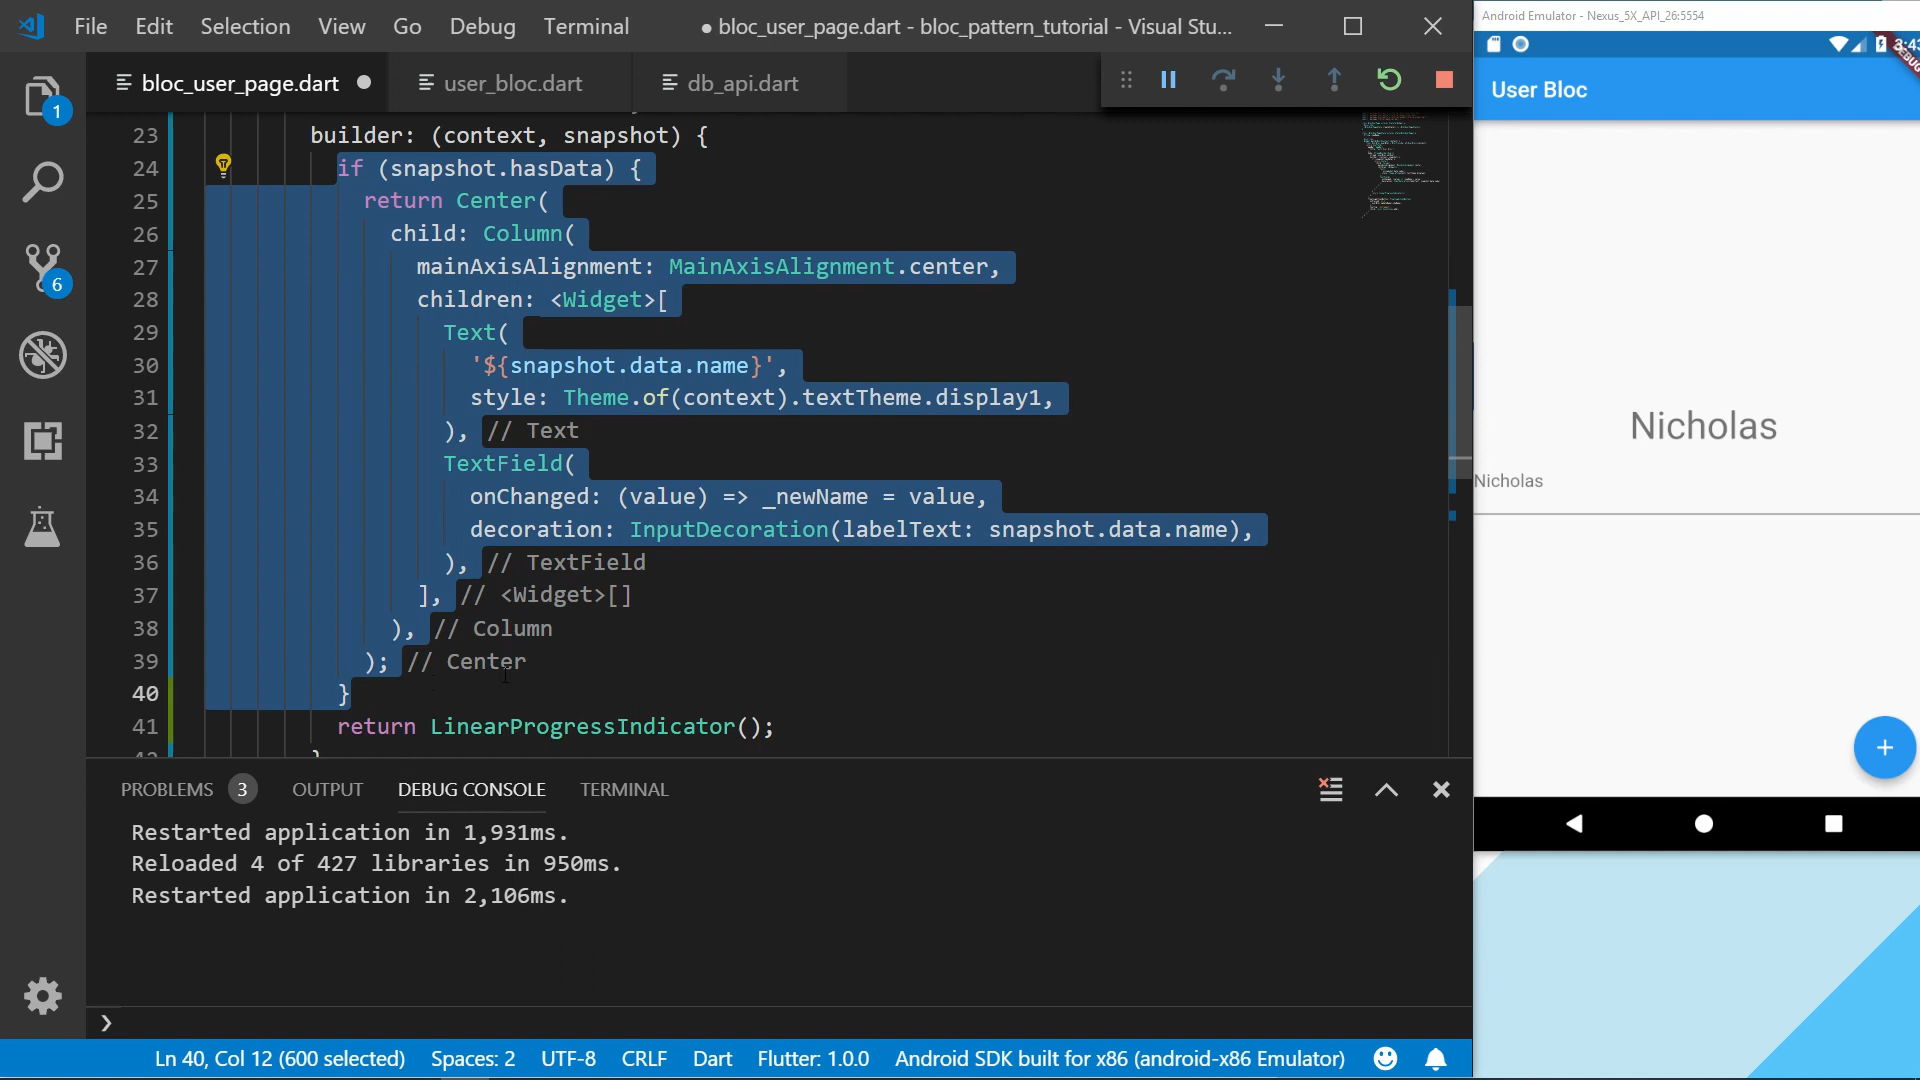 File Edit Selection View Go Debug Terminal
● bloc_user_page.dart - bloc_pattern_tutorial - Visual Stu...
bloc_user_page.dart
user_bloc.dart
db_api.dart
1
6
23 builder: (context, snapshot) {
24 if (snapshot.hasData) {
25 return Center(
26 child: Column(
27 mainAxisAlignment: MainAxisAlignment.center,
28 children: <Widget>[
29 Text(
30 '${snapshot.data.name}',
31 style: Theme.of(context).textTheme.display1,
32 ), // Text
33 TextField(
34 onChanged: (value) => _newName = value,
35 decoration: InputDecoration(labelText: snapshot.data.name),
36 ), // TextField
37 ], // <Widget>[]
38 ), // Column
39 ); // Center
40 }
41 return LinearProgressIndicator();
PROBLEMS 3 OUTPUT DEBUG CONSOLE TERMINAL
Restarted application in 1,931ms.
Reloaded 4 of 427 libraries in 950ms.
Restarted application in 2,106ms.
❯
Ln 40, Col 12 (600 selected) Spaces: 2 UTF-8 CRLF Dart Flutter: 1.0.0 Android SDK built for x86 (android-x86 Emulator)
Android Emulator - Nexus_5X_API_26:5554
DEBUG
User Bloc
Nicholas
Nicholas
+